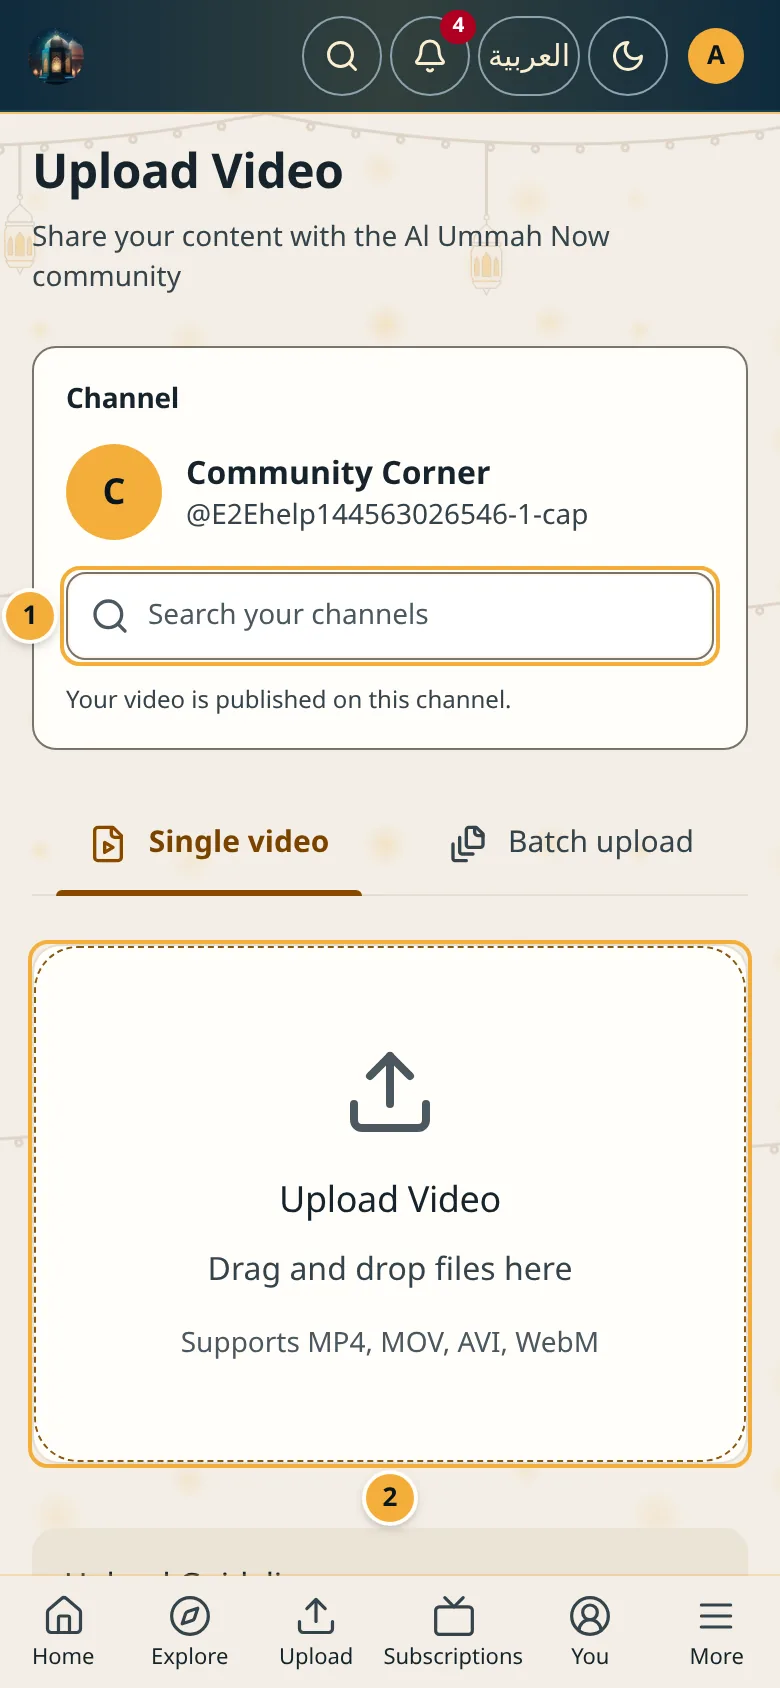 4
العربية
A
Upload Video
Share your content with the Al Ummah Now
community
Channel
C
Community Corner
@E2Ehelp144563026546-1-cap
1
Search your channels
Your video is published on this channel.
Single video
Batch upload
Upload Video
Drag and drop files here
Supports MP4, MOV, AVI, WebM
2
Home
Explore
Upload
Subscriptions
You
More